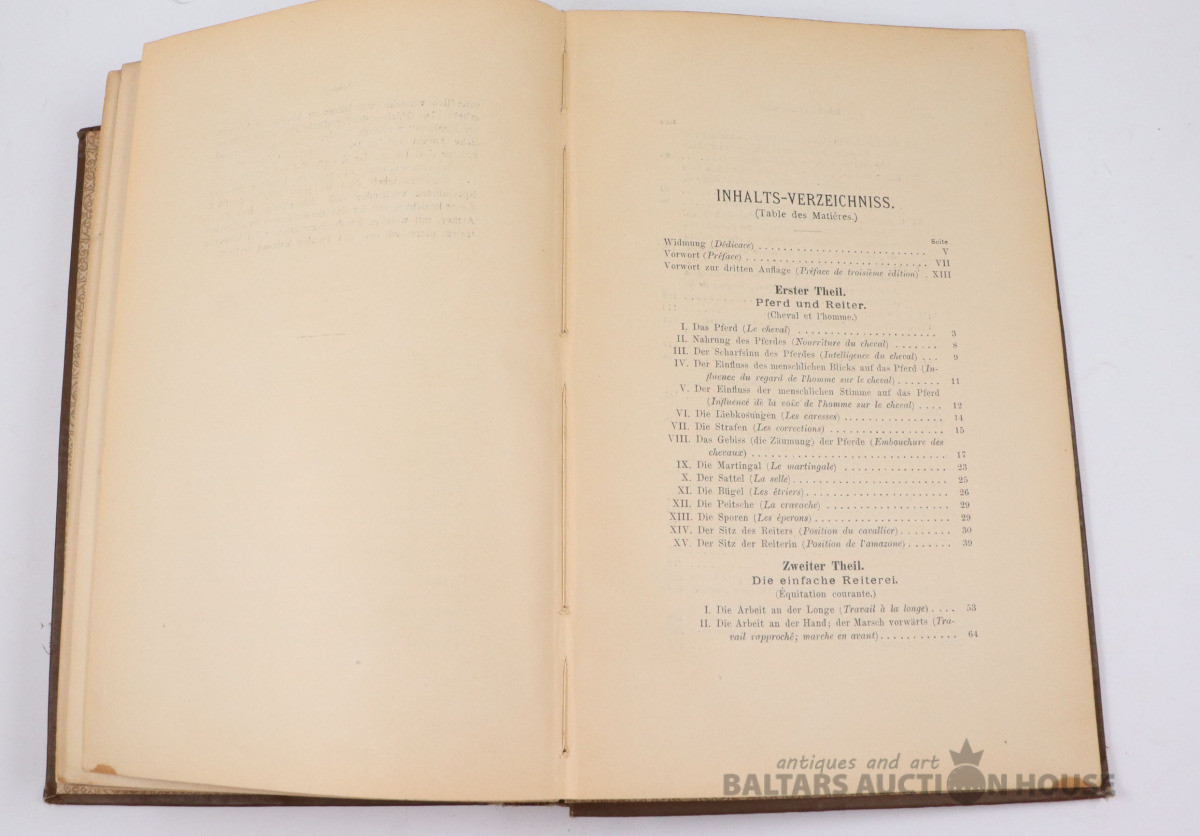 INHALTS-VERZEICHNISS.
(Table des Matiéres.)
Seite
Widmung (Dédicace) . . . . . . . . . . . . . . . . . . . . . . . . . . V
Vorwort (Préface) . . . . . . . . . . . . . . . . . . . . . . . . . . . VII
Vorwort zur dritten Auflage (Préface de troisième édition) . XIII
Erster Theil.
Pferd und Reiter.
(Cheval et l'homme.)
I. Das Pferd (Le cheval) . . . . . . . . . . . . . . . . . . . . . 3
II. Nahrung des Pferdes (Nourriture du cheval) . . . . . . . 8
III. Der Scharfsinn des Pferdes (Intelligence du cheval) . . . 9
IV. Der Einfluss des menschlichen Blicks auf das Pferd (In-
fluence du regard de l'homme sur le cheval) . . . . . . . 11
V. Der Einfluss der menschlichen Stimme auf das Pferd
(Influence de la voix de l'homme sur le cheval) . . . . 12
VI. Die Liebkosungen (Les caresses) . . . . . . . . . . . . . . . 14
VII. Die Strafen (Les corrections) . . . . . . . . . . . . . . . . . 15
VIII. Das Gebiss (die Zäumung) der Pferde (Embouchure des
chevaux) . . . . . . . . . . . . . . . . . . . . . . . . . . . . . 17
IX. Die Martingal (Le martingale) . . . . . . . . . . . . . . . 23
X. Der Sattel (La selle) . . . . . . . . . . . . . . . . . . . . . . . 25
XI. Die Bügel (Les étriers) . . . . . . . . . . . . . . . . . . . . . 26
XII. Die Peitsche (La cravache) . . . . . . . . . . . . . . . . . . 29
XIII. Die Sporen (Les éperons) . . . . . . . . . . . . . . . . . . . . 29
XIV. Der Sitz des Reiters (Position du cavallier) . . . . . . . . 30
XV. Der Sitz der Reiterin (Position de l'amazone) . . . . . . . 39
Zweiter Theil.
Die einfache Reiterei.
(Équitation courante.)
I. Die Arbeit an der Longe (Travail à la longe) . . . . 53
II. Die Arbeit an der Hand; der Marsch vorwärts (Tra-
vail rapproché; marche en avant) . . . . . . . . . . . . 64
antiques and art
BALTARS AUCTION HOUSE